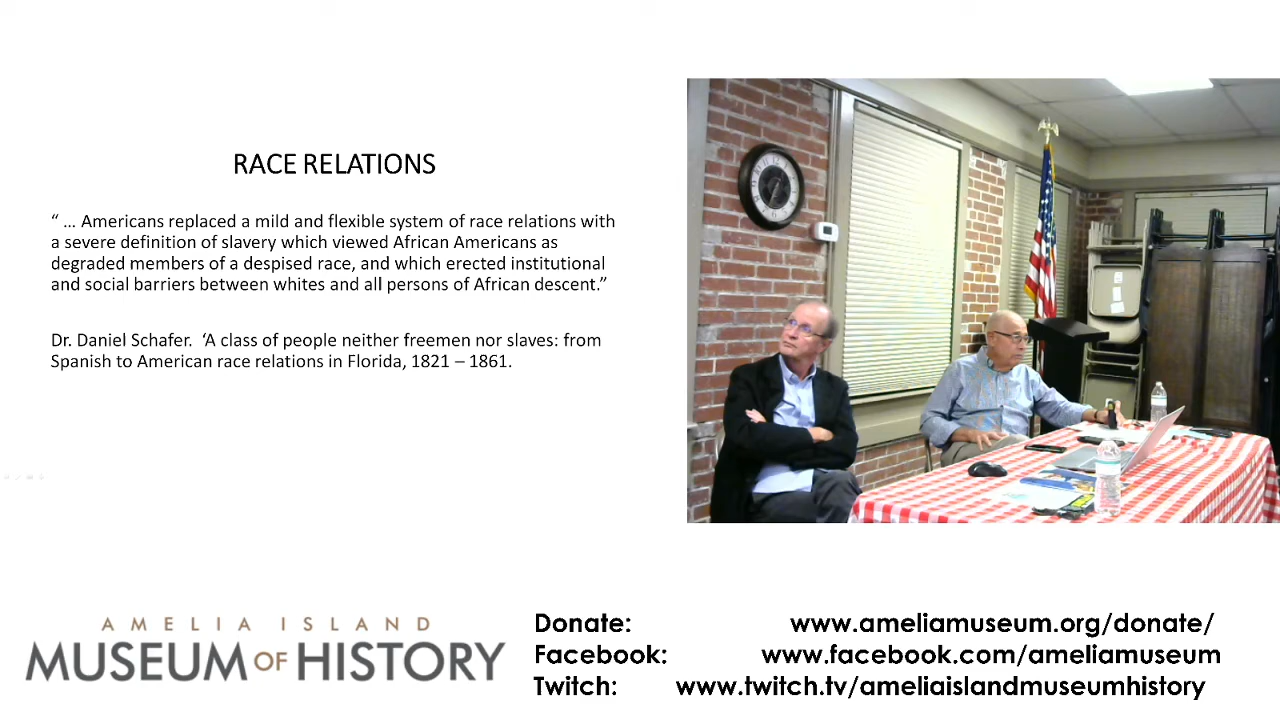 RACE RELATIONS
“ … Americans replaced a mild and flexible system of race relations with
a severe definition of slavery which viewed African Americans as
degraded members of a despised race, and which erected institutional
and social barriers between whites and all persons of African descent.”
Dr. Daniel Schafer.  ‘A class of people neither freemen nor slaves: from
Spanish to American race relations in Florida, 1821 – 1861.
AMELIA ISLAND
MUSEUM OF HISTORY
Donate: www.ameliamuseum.org/donate/
Facebook: www.facebook.com/ameliamuseum
Twitch: www.twitch.tv/ameliaislandmuseumhistory